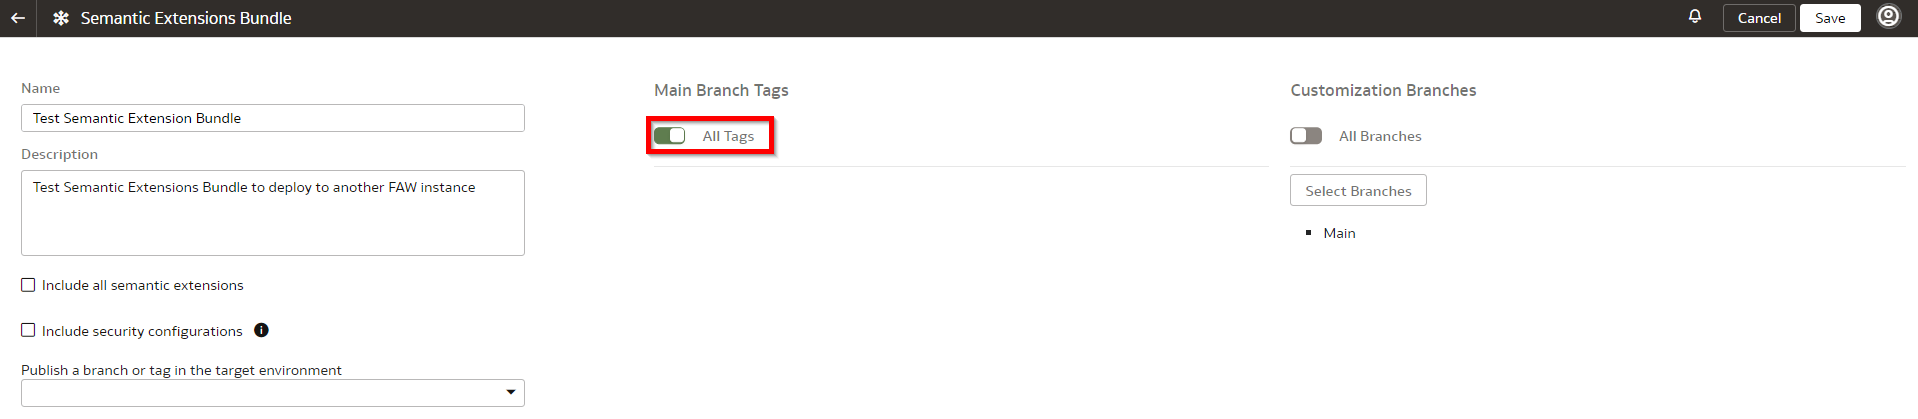 Semantic Extensions Bundle
Cancel
Save
Name
Test Semantic Extension Bundle
Description
Test Semantic Extensions Bundle to deploy to another FAW instance
Include all semantic extensions
Include security configurations
Publish a branch or tag in the target environment
Main Branch Tags
All Tags
Customization Branches
All Branches
Select Branches
Main